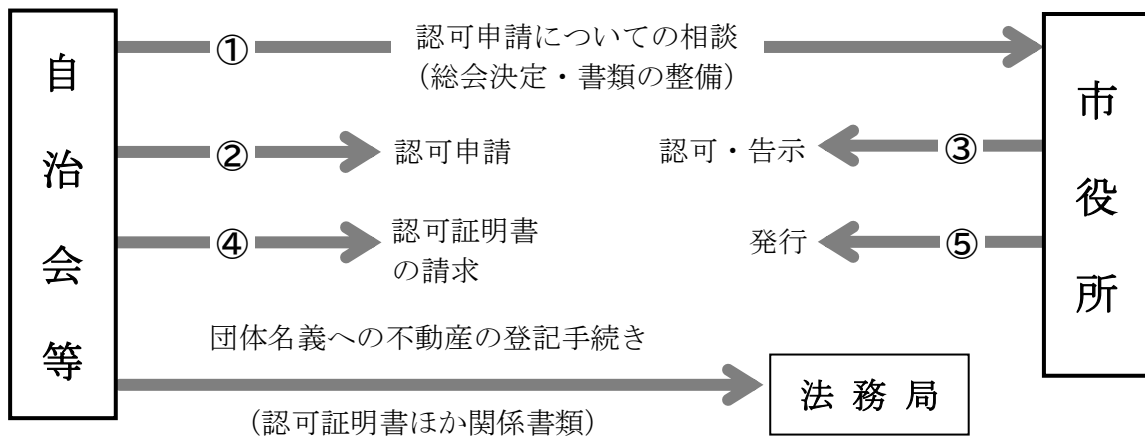 自治会等
① 認可申請についての相談
（総会決定・書類の整備）
市役所
② 認可申請
認可・告示 ③
④ 認可証明書
の請求
発行 ⑤
団体名義への不動産の登記手続き
（認可証明書ほか関係書類）
法務局